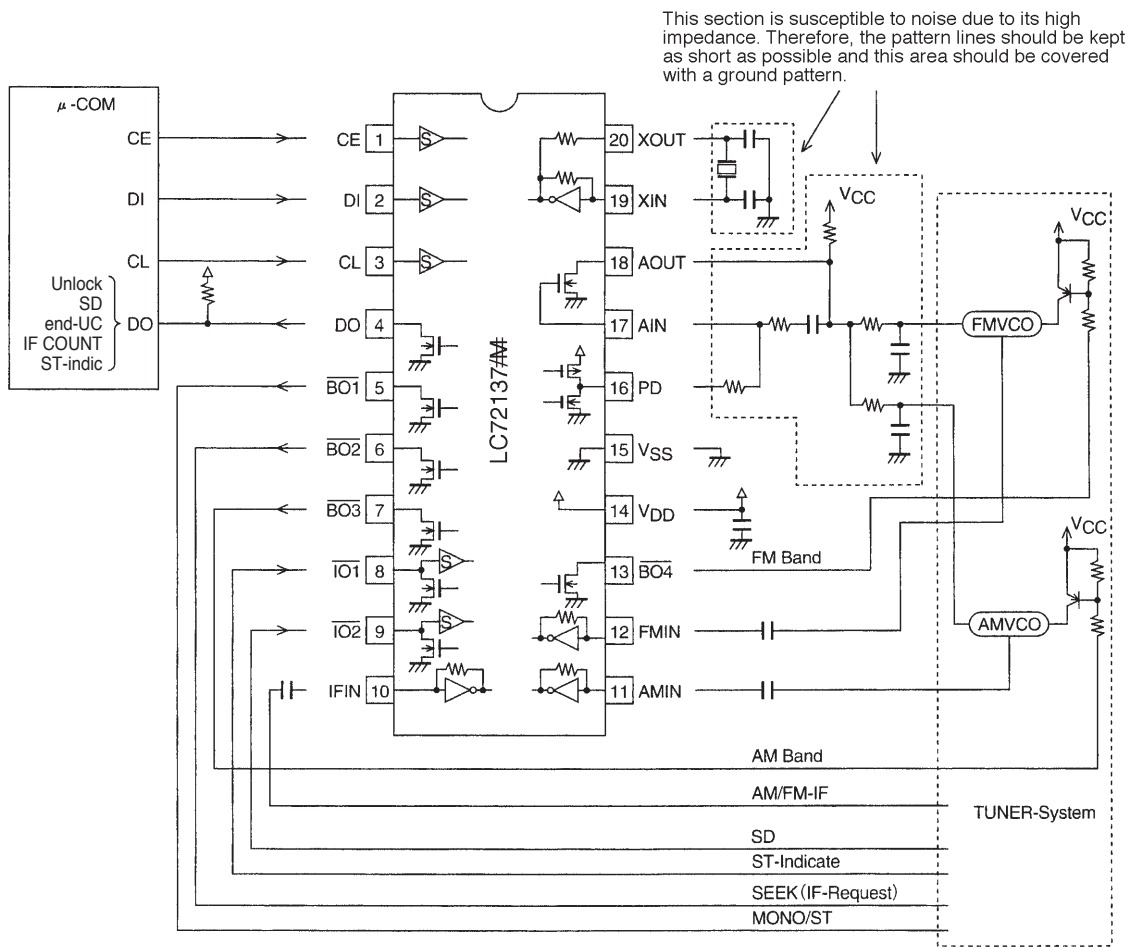 This section is susceptible to noise due to its high
impedance. Therefore, the pattern lines should be kept
as short as possible and this area should be covered
with a ground pattern.
μ-COM
CE
DI
CL
Unlock
SD
end-UC
IF COUNT
ST-indic
DO
CE 1 S
DI 2 S
CL 3 S
DO 4
BO1 5
BO2 6
BO3 7
IO1 8 S
IO2 9 S
IFIN 10
LC72137/M
20 XOUT
19 XIN
18 AOUT
17 AIN
16 PD
15 VSS
14 VDD
13 BO4
12 FMIN
11 AMIN
VCC
VCC
FMVCO
FM Band
VCC
AMVCO
AM Band
AM/FM-IF
TUNER-System
SD
ST-Indicate
SEEK (IF-Request)
MONO/ST